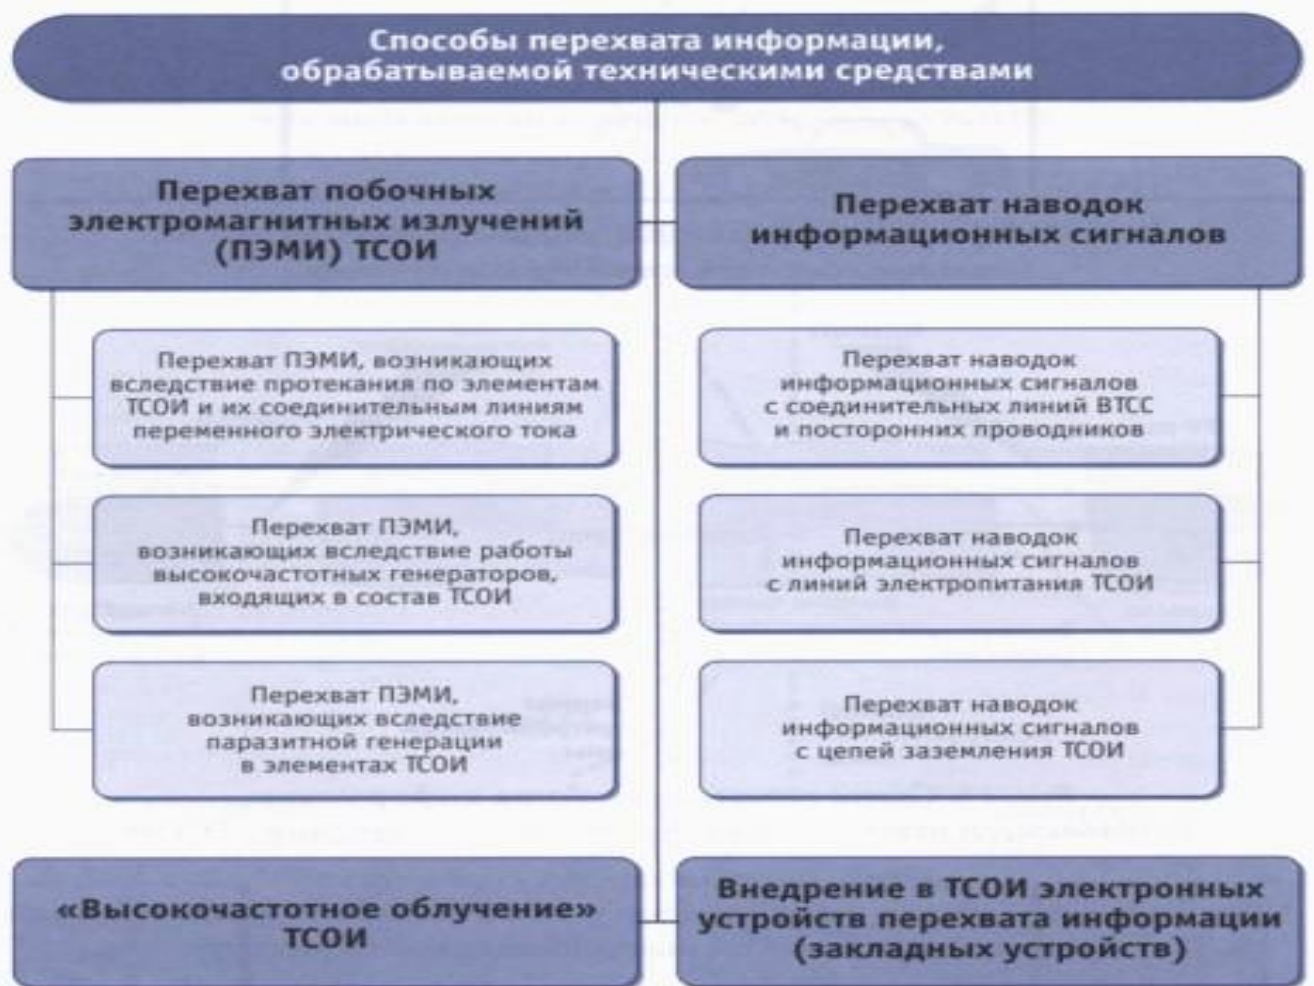 Способы перехвата информации,
обрабатываемой техническими средствами
Перехват побочных
электромагнитных излучений
(ПЭМИ) ТСОИ
Перехват наводок
информационных сигналов
Перехват ПЭМИ, возникающих
вследствие протекания по элементам
ТСОИ и их соединительным линиям
переменного электрического тока
Перехват наводок
информационных сигналов
с соединительных линий ВТСС
и посторонних проводников
Перехват ПЭМИ,
возникающих вследствие работы
высокочастотных генераторов,
входящих в состав ТСОИ
Перехват наводок
информационных сигналов
с линий электропитания ТСОИ
Перехват ПЭМИ,
возникающих вследствие
паразитной генерации
в элементах ТСОИ
Перехват наводок
информационных сигналов
с цепей заземления ТСОИ
«Высокочастотное облучение»
ТСОИ
Внедрение в ТСОИ электронных
устройств перехвата информации
(закладных устройств)